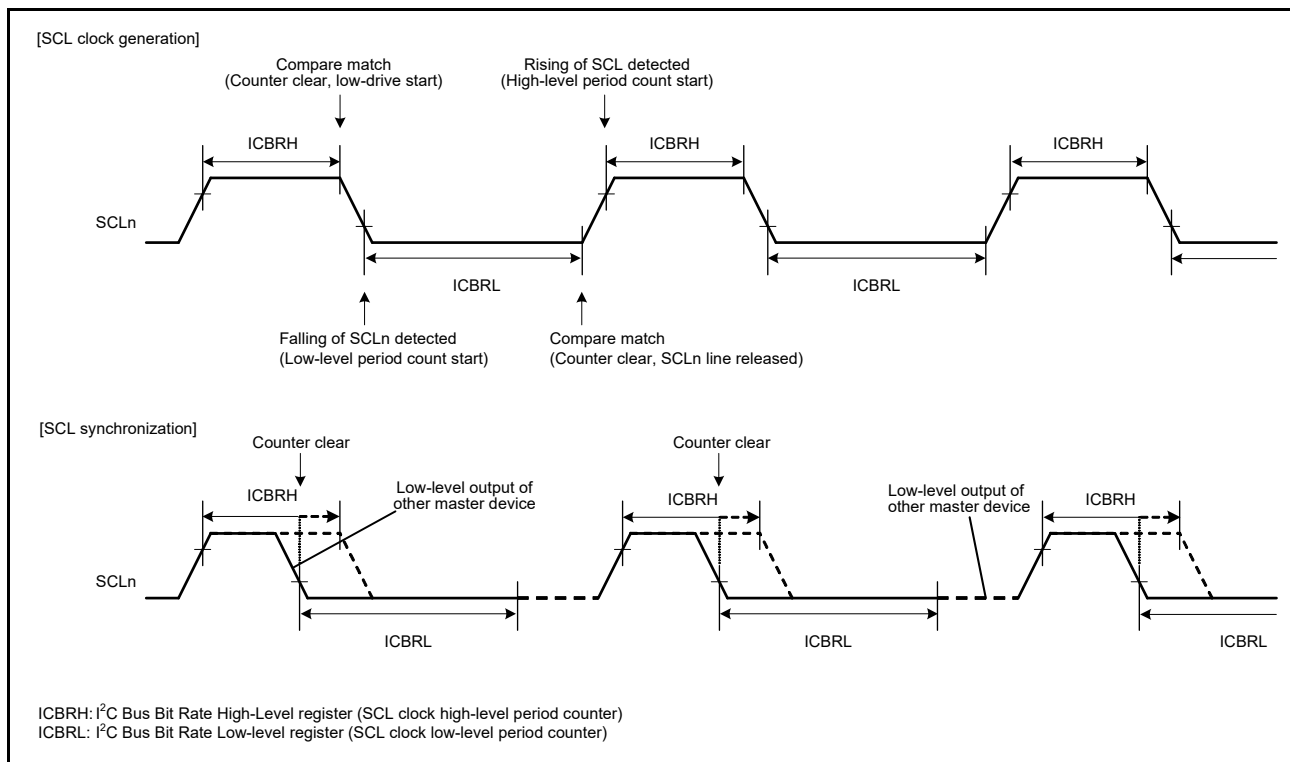 [SCL clock generation]
Compare match
(Counter clear, low-drive start)
Rising of SCL detected
(High-level period count start)
ICBRH
ICBRH
ICBRH
SCLn
ICBRL
ICBRL
Falling of SCLn detected
(Low-level period count start)
Compare match
(Counter clear, SCLn line released)
[SCL synchronization]
Counter clear
Counter clear
ICBRH
Low-level output of
other master device
ICBRH
Low-level output of
other master device
ICBRH
SCLn
ICBRL
ICBRL
ICBRL
ICBRH: I²C Bus Bit Rate High-Level register (SCL clock high-level period counter)
ICBRL: I²C Bus Bit Rate Low-level register (SCL clock low-level period counter)